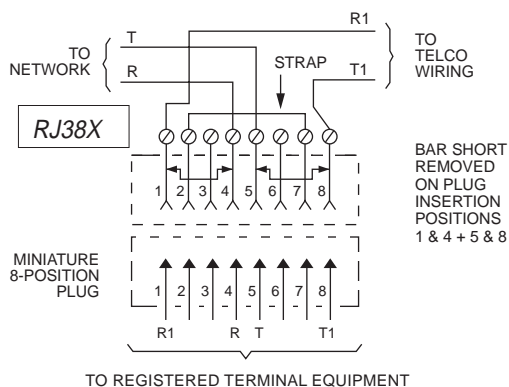 R1
T
TO
NETWORK
R
STRAP
T1
TO
TELCO
WIRING
RJ38X
1 2 3 4 5 6 7 8
BAR SHORT
REMOVED
ON PLUG
INSERTION
POSITIONS
1 & 4 + 5 & 8
MINIATURE
8-POSITION
PLUG
1 2 3 4 5 6 7 8
R1 R T T1
TO REGISTERED TERMINAL EQUIPMENT